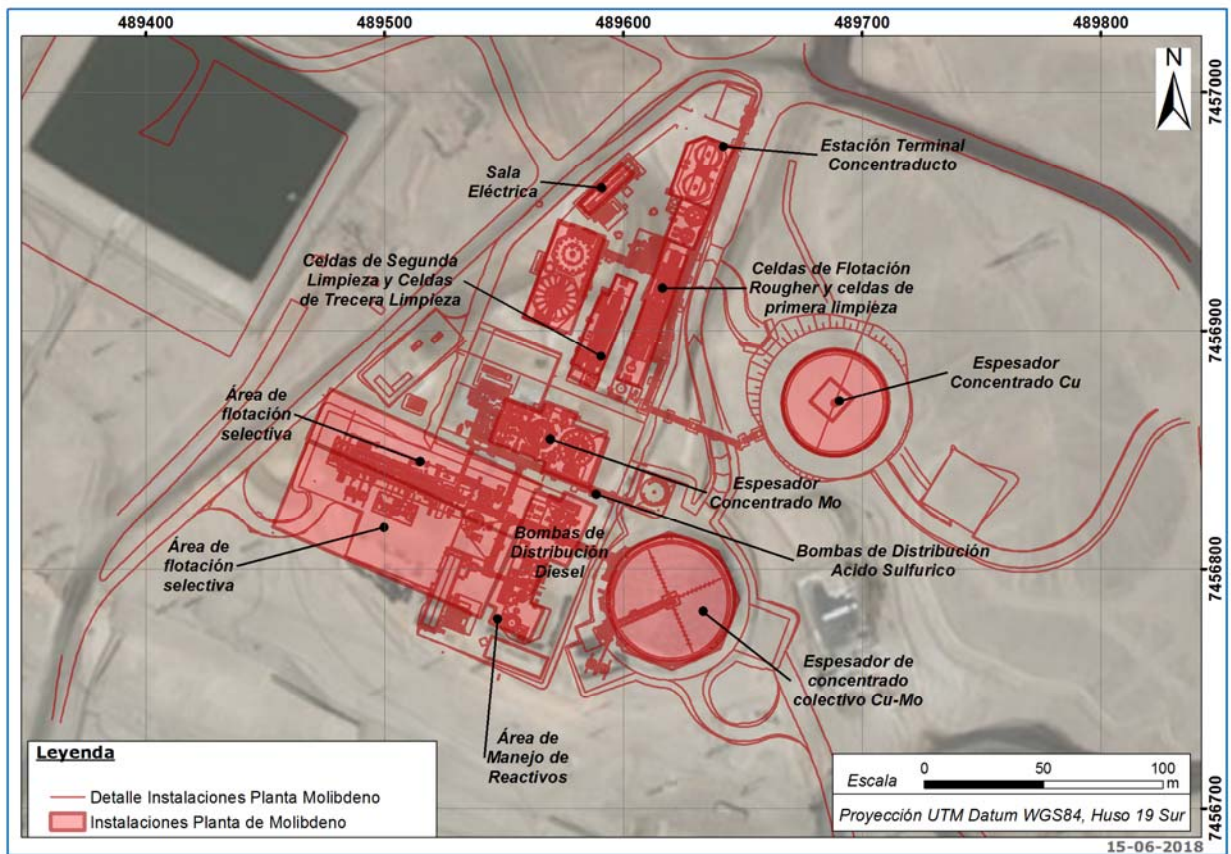 489400
489500
489600
489700
489800
N
7457000
7456900
7456800
7456700
Estación Terminal
Concentraducto
Sala
Eléctrica
Celdas de Segunda
Limpieza y Celdas
de Trecera Limpieza
Celdas de Flotación
Rougher y celdas de
primera limpieza
Espesador
Concentrado Cu
Área de
flotación
selectiva
Espesador
Concentrado Mo
Área de
flotación
selectiva
Bombas de
Distribución
Diesel
Bombas de Distribución
Acido Sulfurico
Espesador de
concentrado
colectivo Cu-Mo
Área de
Manejo de
Reactivos
Leyenda
Detalle Instalaciones Planta Molibdeno
Instalaciones Planta de Molibdeno
Escala
0 50 100
m
Proyección UTM Datum WGS84, Huso 19 Sur
15-06-2018